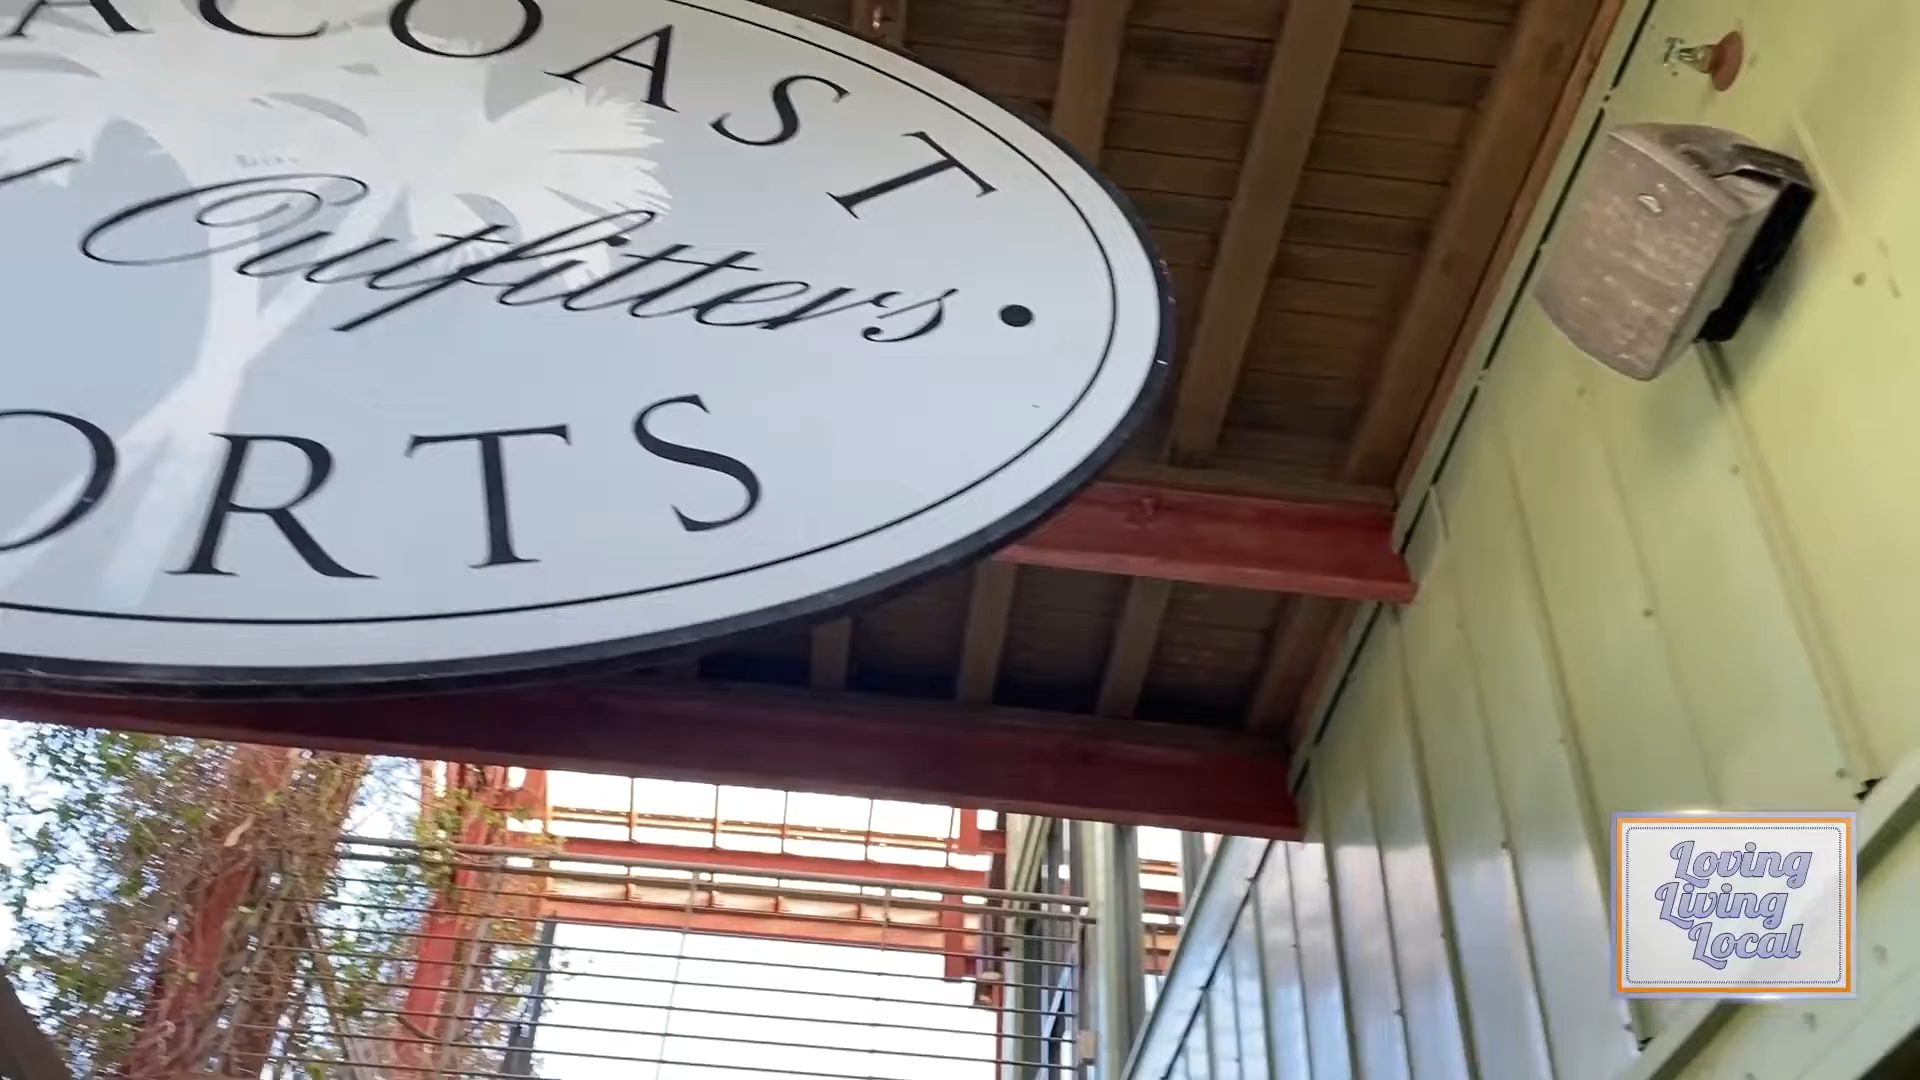 ACOAST
Outfitters •
ORTS
Loving
Living
Local